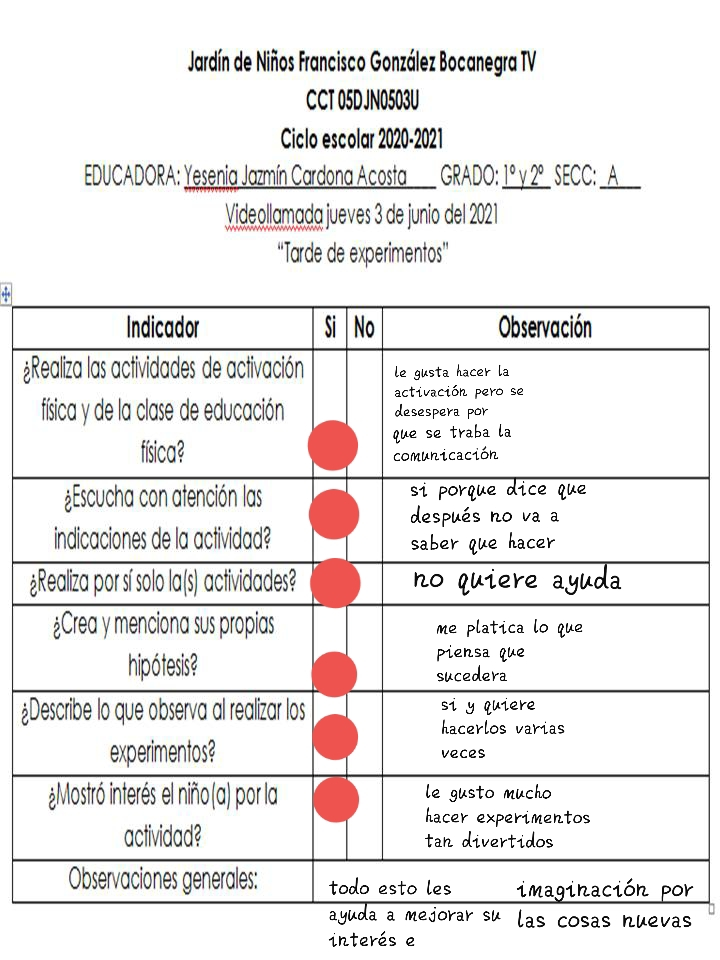 Jardín de Niños Francisco González Bocanegra TV
CCT 05DJN0503U
Ciclo escolar 2020-2021
EDUCADORA: Yesenia Jazmín Cardona Acosta____ GRADO: 1º y 2º SECC: _A___
Videollamada jueves 3 de junio del 2021
“Tarde de experimentos”
Indicador Si No Observación
¿Realiza las actividades de activación
física y de la clase de educación
física?
le gusta hacer la
activación pero se
desespera por
que se traba la
comunicación
¿Escucha con atención las
indicaciones de la actividad?
si porque dice que
después no va a
saber que hacer
¿Realiza por sí solo la(s) actividades?
no quiere ayuda
¿Crea y menciona sus propias
hipótesis?
me platica lo que
piensa que
sucedera
¿Describe lo que observa al realizar los
experimentos?
si y quiere
hacerlos varias
veces
¿Mostró interés el niño(a) por la
actividad?
le gusto mucho
hacer experimentos
tan divertidos
Observaciones generales:
todo esto les
ayuda a mejorar su
interés e
imaginación por
las cosas nuevas